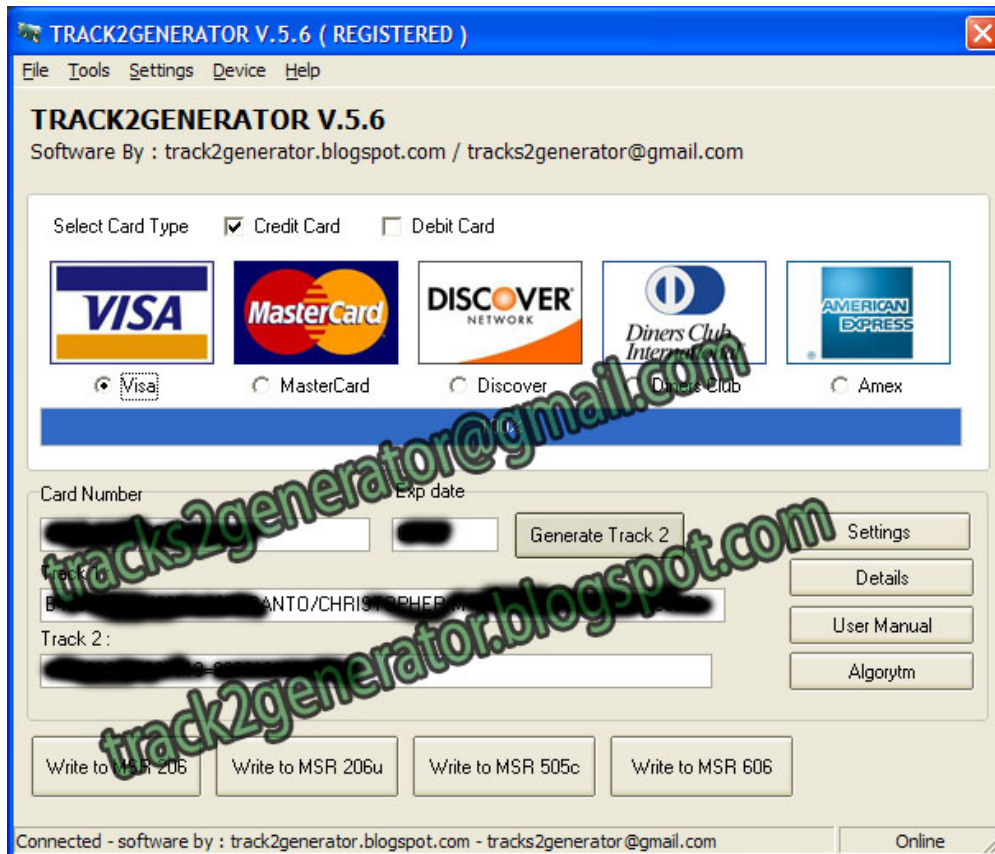 TRACK2GENERATOR V.5.6 ( REGISTERED )
File Tools Settings Device Help
TRACK2GENERATOR V.5.6
Software By : track2generator.blogspot.com / tracks2generator@gmail.com
Select Card Type Credit Card Debit Card
VISA MasterCard DISCOVER NETWORK Diners Club International AMERICAN EXPRESS
Visa MasterCard Discover Diners Club Amex
100%
tracks2generator@gmail.com
Card Number Exp date
Generate Track 2 Settings
Track 1 :
Details
ANTO/CHRISTOPHER M
User Manual
Track 2 :
Algorytm
track2generator.blogspot.com
Write to MSR 206 Write to MSR 206u Write to MSR 505c Write to MSR 606
Connected - software by : track2generator.blogspot.com - tracks2generator@gmail.com Online